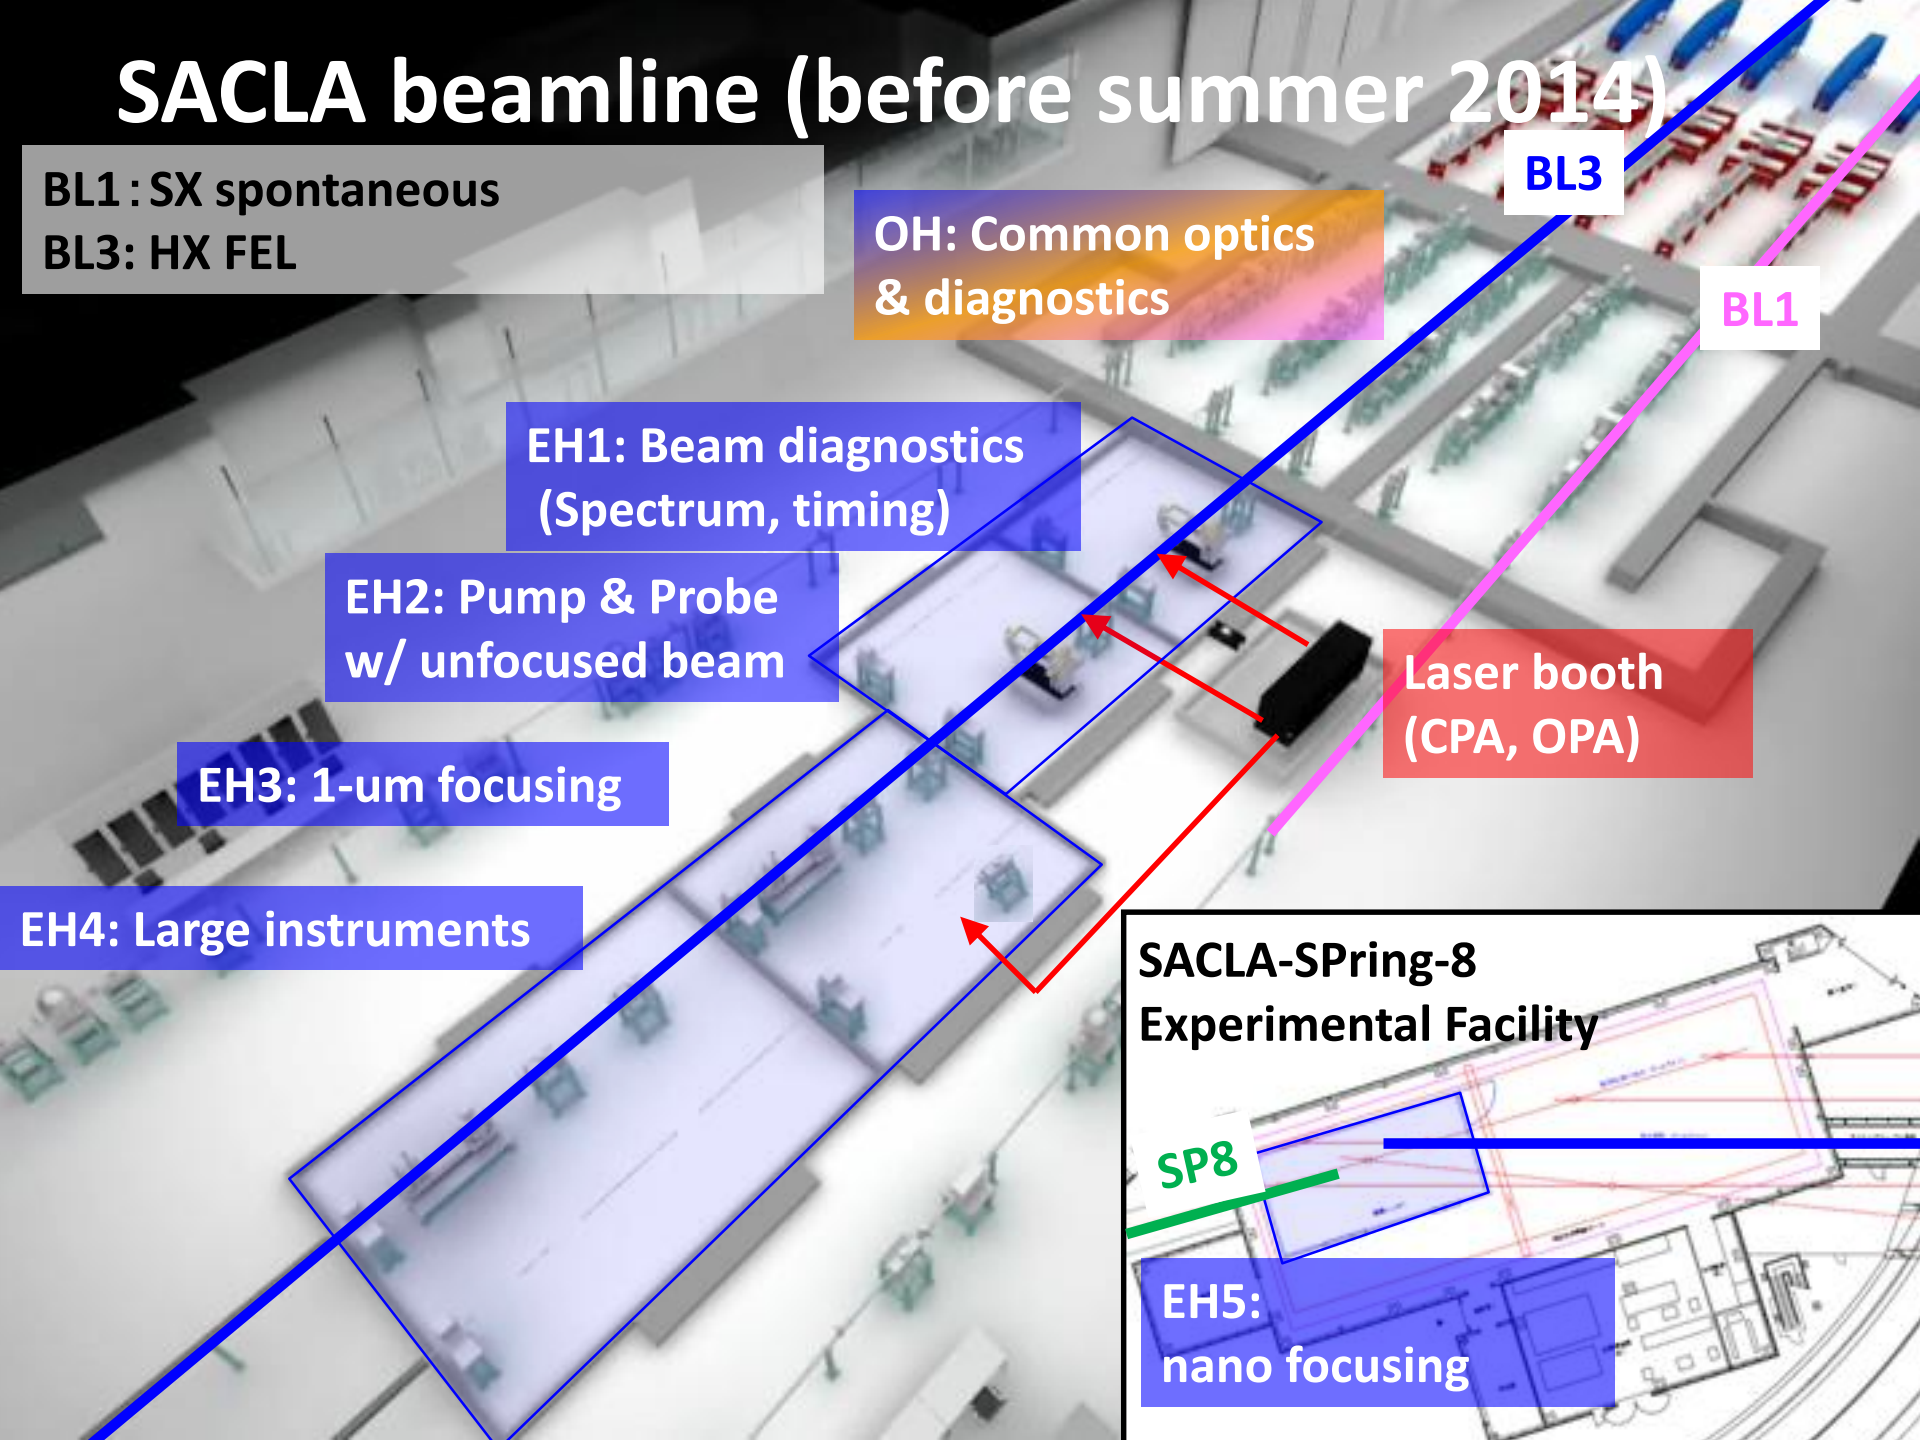 SACLA beamline (before summer 2014)
BL1：SX spontaneous
BL3: HX FEL
OH: Common optics
& diagnostics
BL3
BL1
EH1: Beam diagnostics
(Spectrum, timing)
EH2: Pump & Probe
w/ unfocused beam
Laser booth
(CPA, OPA)
EH3: 1-um focusing
EH4: Large instruments
SACLA-SPring-8
Experimental Facility
SP8
EH5:
nano focusing